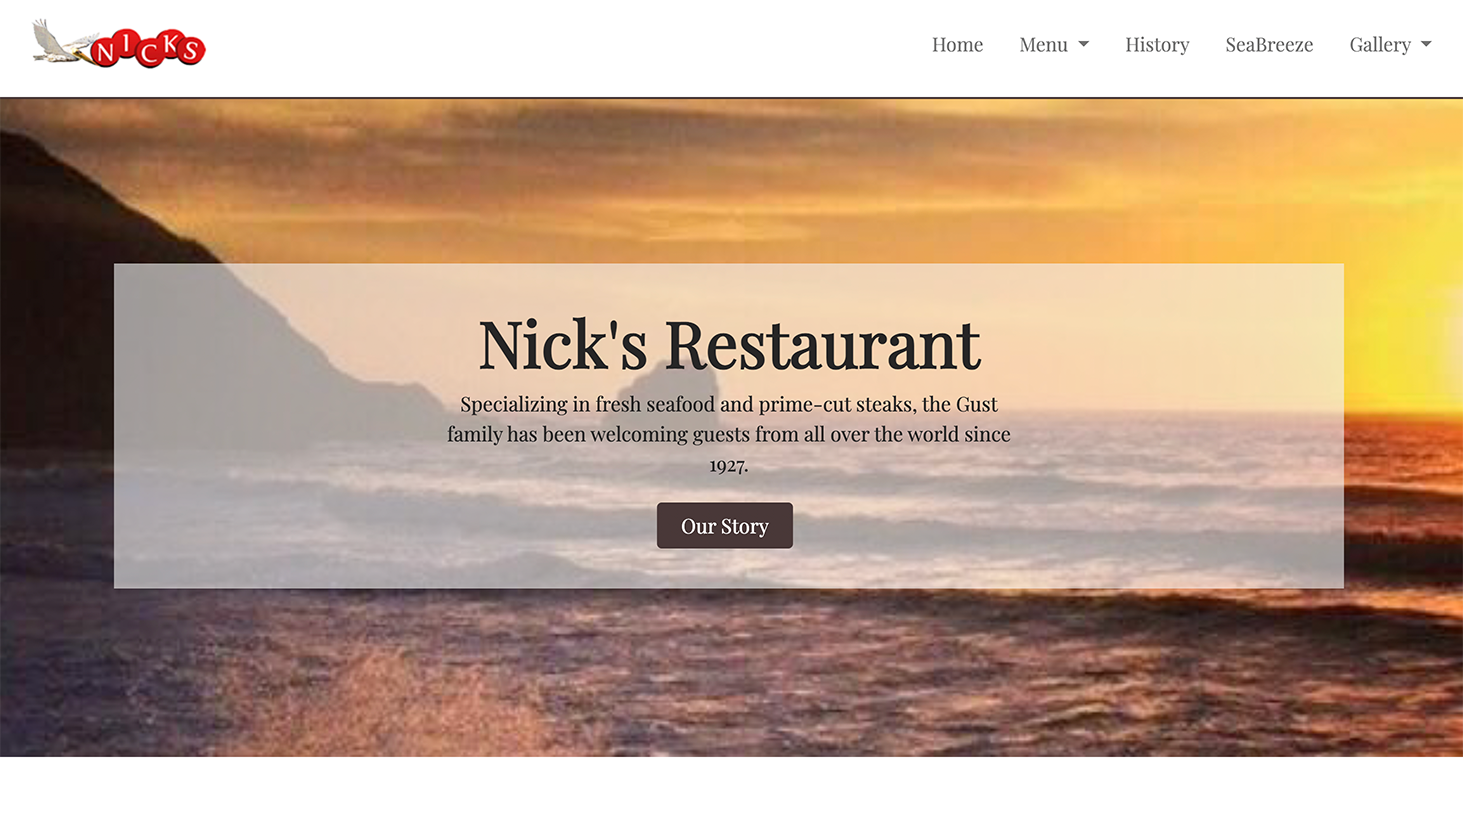 NICKS
Home Menu History SeaBreeze Gallery
Nick's Restaurant
Specializing in fresh seafood and prime-cut steaks, the Gust
family has been welcoming guests from all over the world since
1927.
Our Story